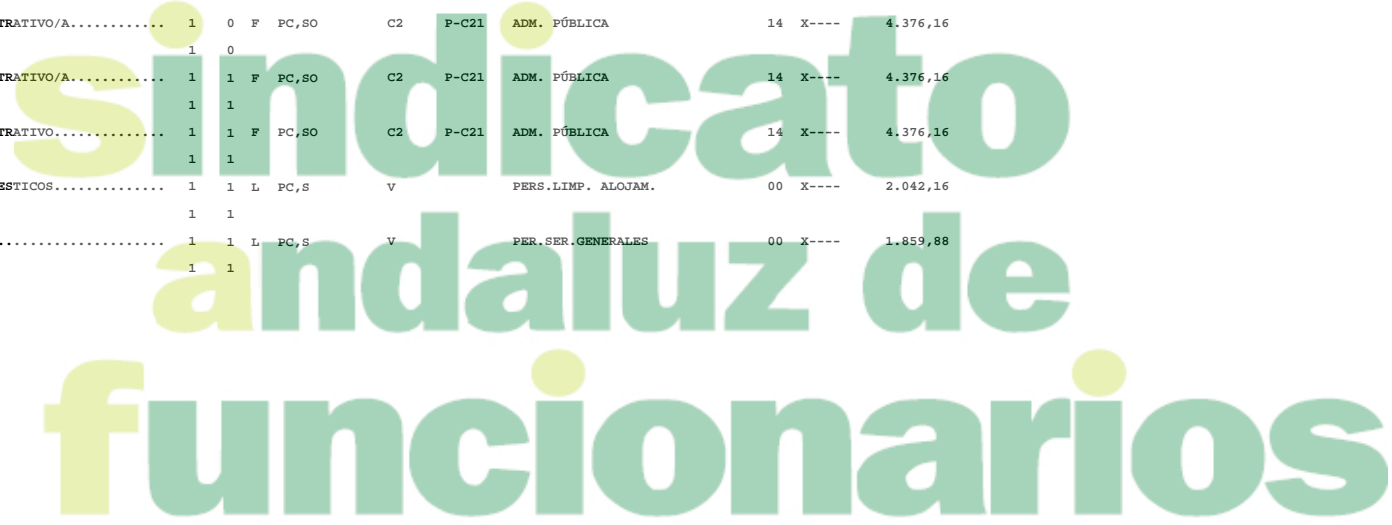 TRATIVO/A............ 1 0 F PC,SO C2 P-C21 ADM. PÚBLICA 14 X---- 4.376,16
1 0
TRATIVO/A............ 1 1 F PC,SO C2 P-C21 ADM. PÚBLICA 14 X---- 4.376,16
1 1
TRATIVO.............. 1 1 F PC,SO C2 P-C21 ADM. PÚBLICA 14 X---- 4.376,16
1 1
ESTICOS.............. 1 1 L PC,S V PERS.LIMP. ALOJAM. 00 X---- 2.042,16
1 1
..................... 1 1 L PC,S V PER.SER.GENERALES 00 X---- 1.859,88
1 1
sindicato
andaluz de
funcionarios